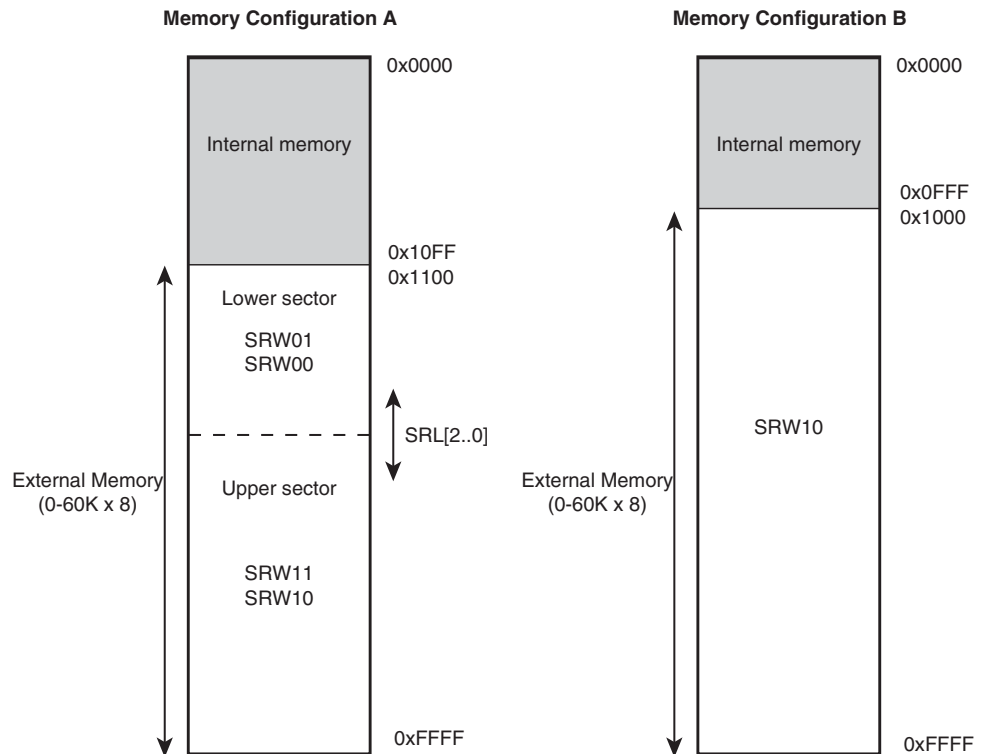 Memory Configuration A
0x0000
Internal memory
0x10FF
0x1100
Lower sector
SRW01
SRW00
SRL[2..0]
External Memory
(0-60K x 8)
Upper sector
SRW11
SRW10
0xFFFF
Memory Configuration B
0x0000
Internal memory
0x0FFF
0x1000
SRW10
External Memory
(0-60K x 8)
0xFFFF